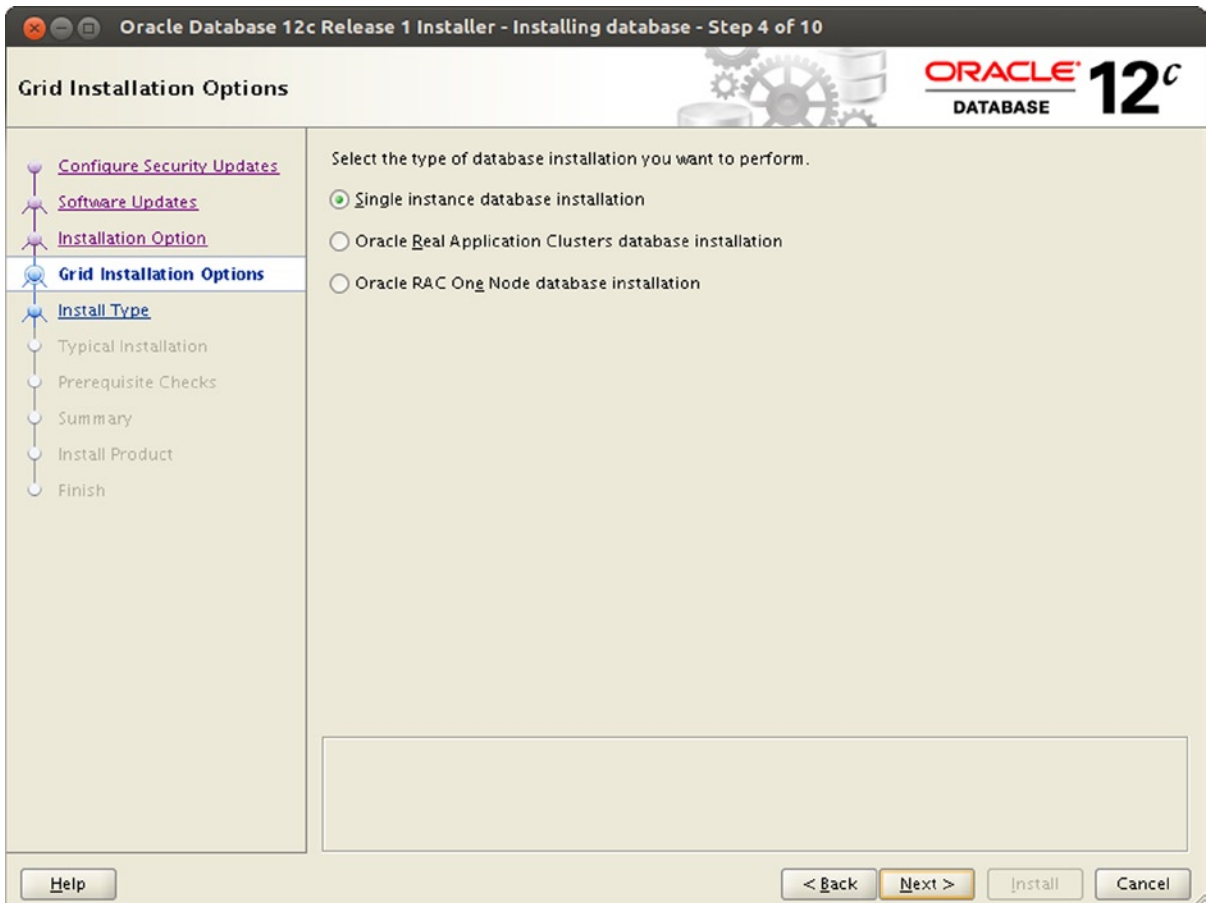 Oracle Database 12c Release 1 Installer - Installing database - Step 4 of 10
Grid Installation Options
ORACLE
DATABASE
12c
Configure Security Updates
Software Updates
Installation Option
Grid Installation Options
Install Type
Typical Installation
Prerequisite Checks
Summary
Install Product
Finish
Select the type of database installation you want to perform.
Single instance database installation
Oracle Real Application Clusters database installation
Oracle RAC One Node database installation
Help
< Back
Next >
Install
Cancel